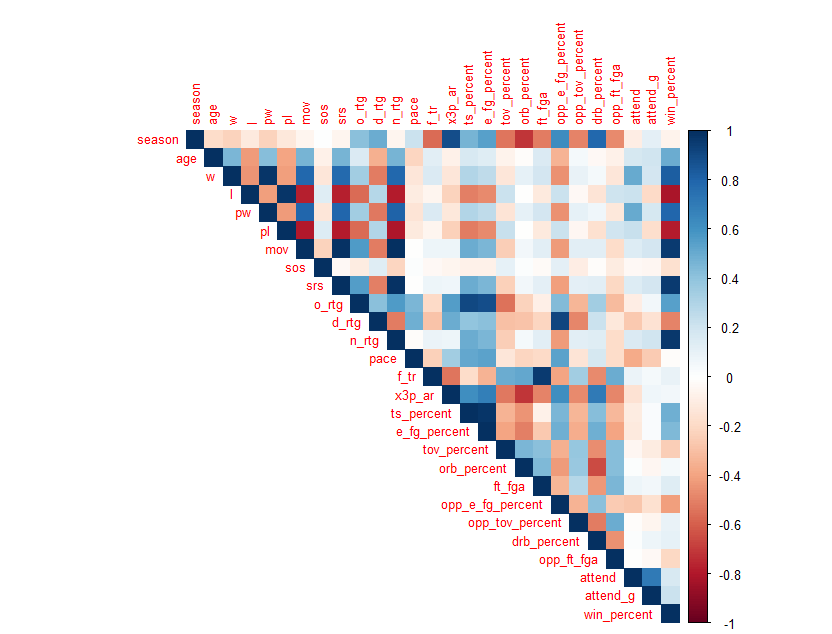 season
age
w
l
pw
pl
mov
sos
srs
o_rtg
d_rtg
n_rtg
pace
f_tr
x3p_ar
ts_percent
e_fg_percent
tov_percent
orb_percent
ft_fga
opp_e_fg_percent
opp_tov_percent
drb_percent
opp_ft_fga
attend
attend_g
win_percent
season
age
w
l
pw
pl
mov
sos
srs
o_rtg
d_rtg
n_rtg
pace
f_tr
x3p_ar
ts_percent
e_fg_percent
tov_percent
orb_percent
ft_fga
opp_e_fg_percent
opp_tov_percent
drb_percent
opp_ft_fga
attend
attend_g
win_percent
1
0.8
0.6
0.4
0.2
0
-0.2
-0.4
-0.6
-0.8
-1